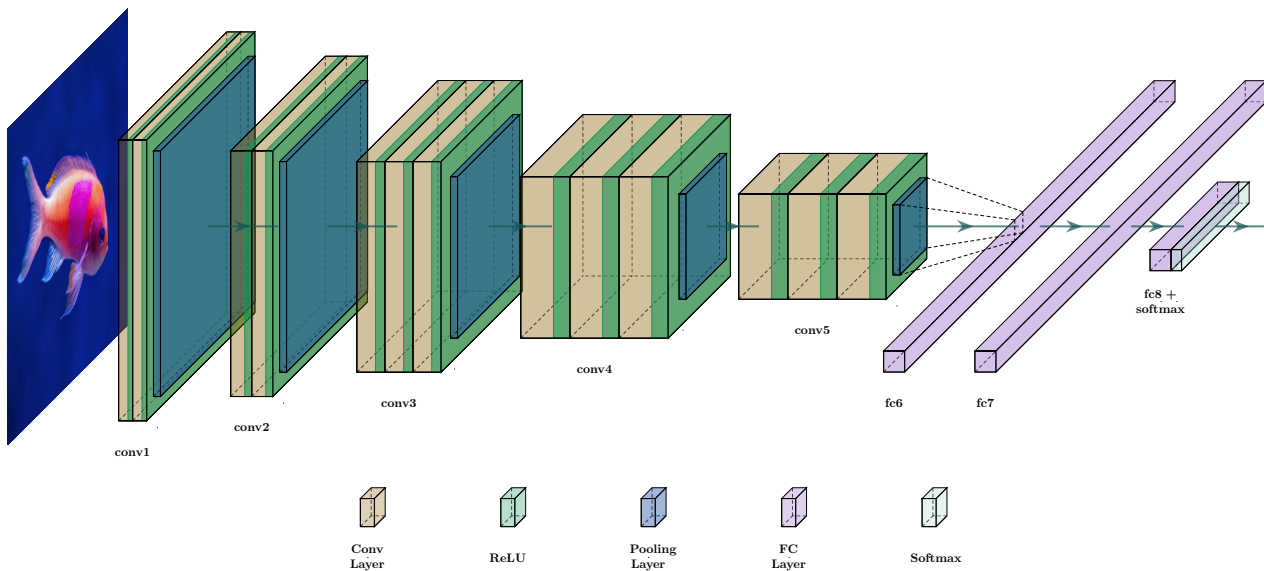 conv1
conv2
conv3
conv4
conv5
fc6
fc7
fc8 +
softmax
Conv
Layer
ReLU
Pooling
Layer
FC
Layer
Softmax